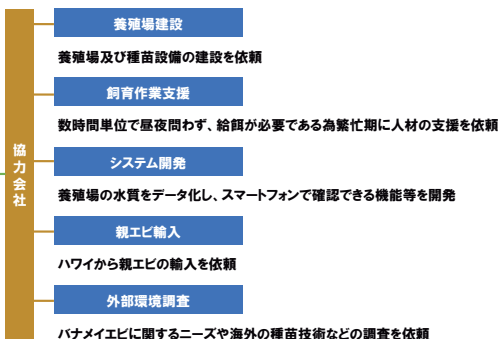 協力会社
養殖場建設
養殖場及び種苗設備の建設を依頼
飼育作業支援
数時間単位で昼夜問わず、給餌が必要である為繁忙期に人材の支援を依頼
システム開発
養殖場の水質をデータ化し、スマートフォンで確認できる機能等を開発
親エビ輸入
ハワイから親エビの輸入を依頼
外部環境調査
バナメイエビに関するニーズや海外の種苗技術などの調査を依頼